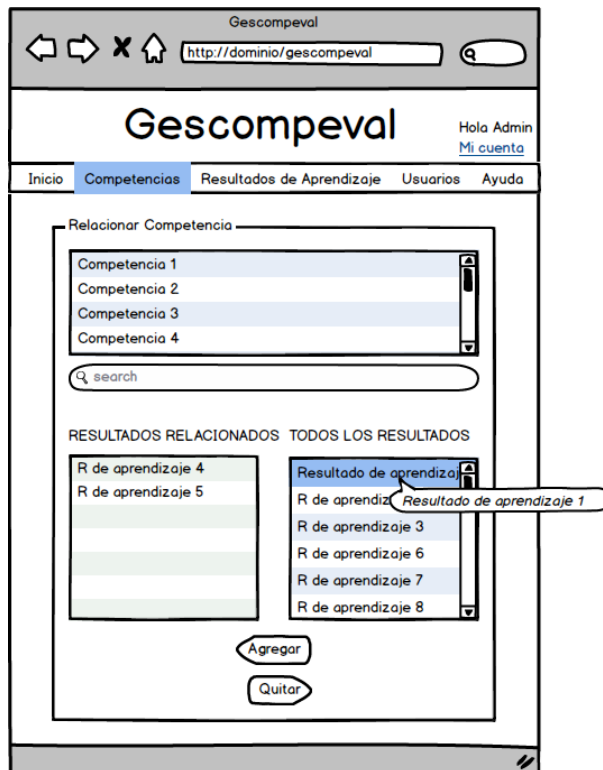 Gescompeval
http://dominio/gescompeval
Gescompeval
Hola Admin
Mi cuenta
Inicio Competencias Resultados de Aprendizaje Usuarios Ayuda
Relacionar Competencia
Competencia 1
Competencia 2
Competencia 3
Competencia 4
search
RESULTADOS RELACIONADOS
R de aprendizaje 4
R de aprendizaje 5
TODOS LOS RESULTADOS
Resultado de aprendizaj
R de aprendiz
Resultado de aprendizaje 1
R de aprendizaje 3
R de aprendizaje 6
R de aprendizaje 7
R de aprendizaje 8
Agregar
Quitar